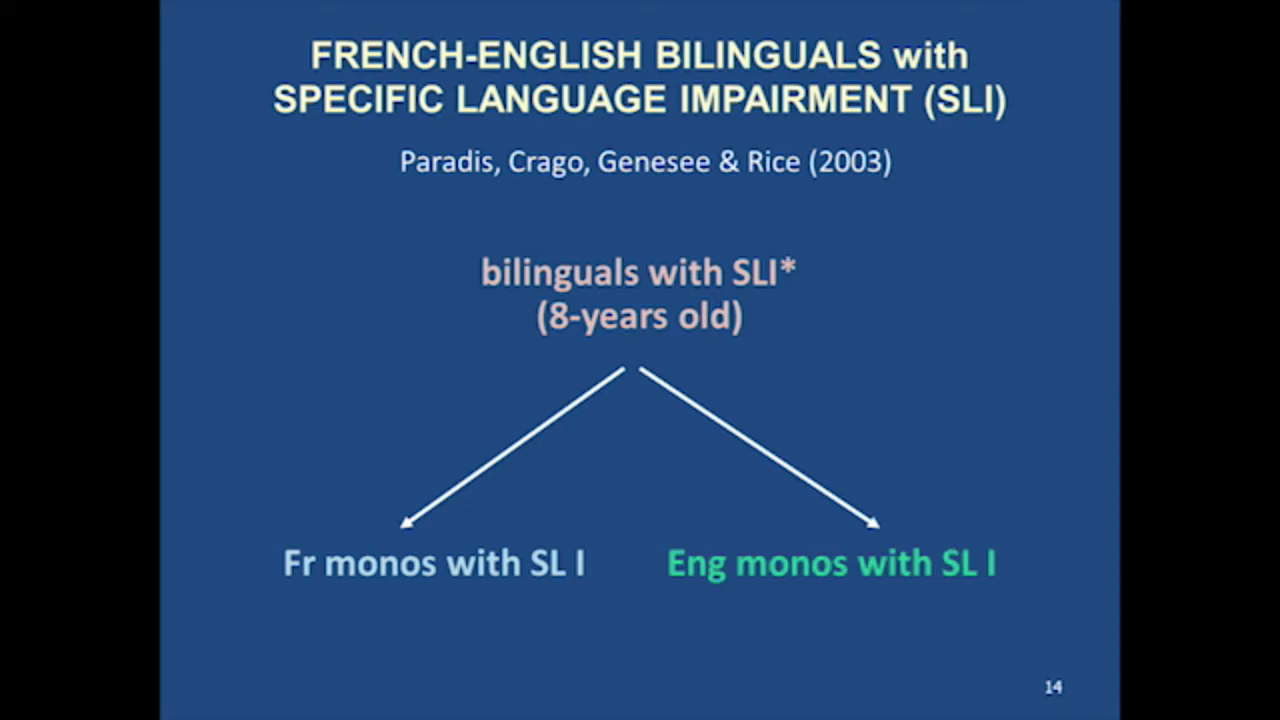 FRENCH-ENGLISH BILINGUALS with
SPECIFIC LANGUAGE IMPAIRMENT (SLI)
Paradis, Crago, Genesee & Rice (2003)
bilinguals with SLI*
(8-years old)
Fr monos with SL I
Eng monos with SL I
14